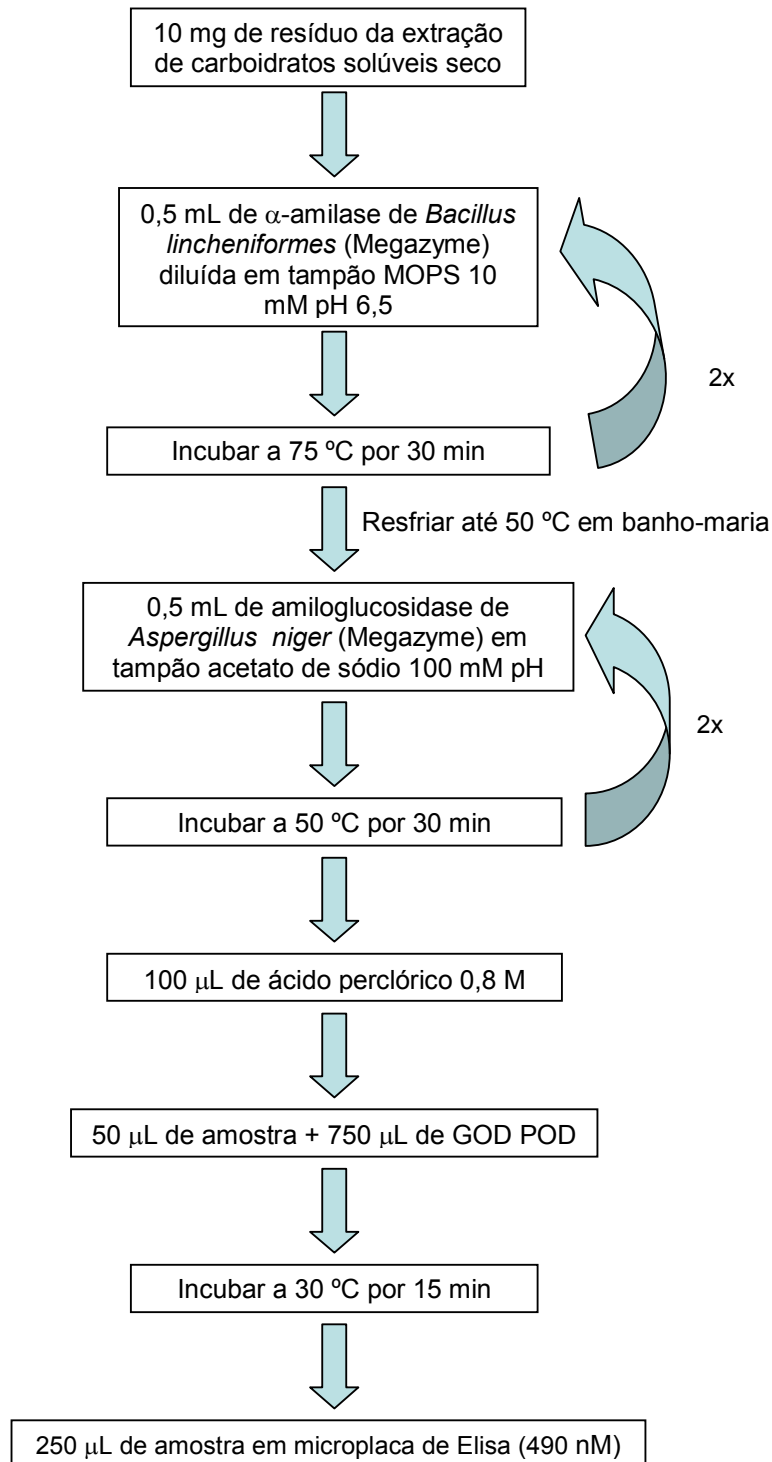 10 mg de resíduo da extração
de carboidratos solúveis seco
0,5 mL de α-amilase de Bacillus
lincheniformes (Megazyme)
diluída em tampão MOPS 10
mM pH 6,5
2x
Incubar a 75 ºC por 30 min
Resfriar até 50 ºC em banho-maria
0,5 mL de amiloglucosidase de
Aspergillus niger (Megazyme) em
tampão acetato de sódio 100 mM pH
2x
Incubar a 50 ºC por 30 min
100 μL de ácido perclórico 0,8 M
50 μL de amostra + 750 μL de GOD POD
Incubar a 30 ºC por 15 min
250 μL de amostra em microplaca de Elisa (490 nM)